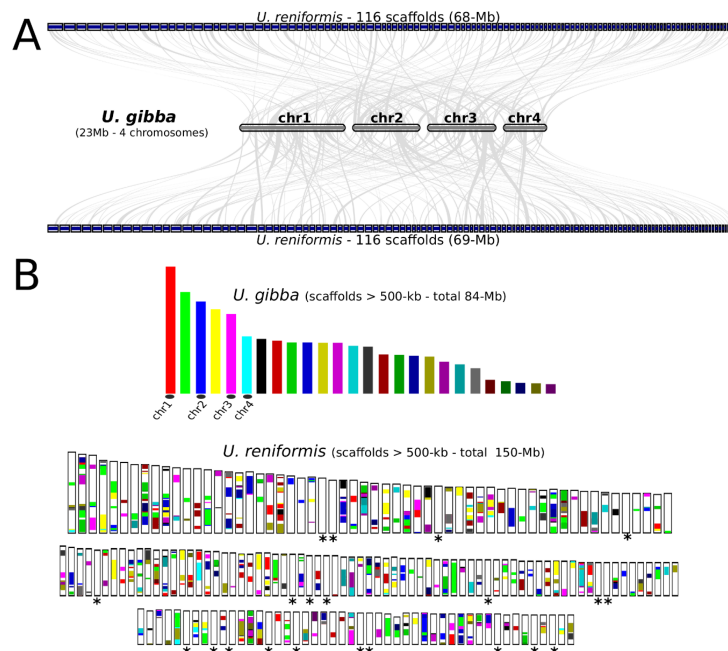 A
U. reniformis - 116 scaffolds (68-Mb)
U. gibba
(23Mb - 4 chromosomes)
chr1
chr2
chr3
chr4
U. reniformis - 116 scaffolds (69-Mb)
B
U. gibba (scaffolds > 500-kb - total 84-Mb)
chr1
chr2
chr3
chr4
U. reniformis (scaffolds > 500-kb - total 150-Mb)
** * *
* * * * * **
* * * * * ** * * *